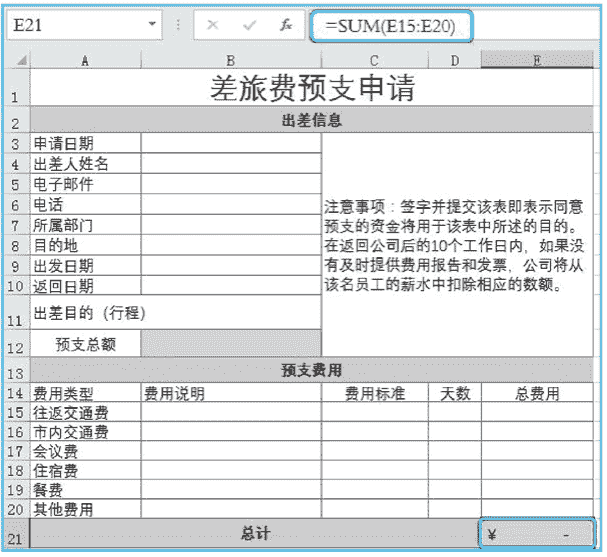 E21 fx =SUM(E15:E20)
A B C D E
1 差旅费预支申请
2 出差信息
3 申请日期
4 出差人姓名
5 电子邮件
6 电话
7 所属部门
8 目的地
9 出发日期
10 返回日期
注意事项：签字并提交该表即表示同意
预支的资金将用于该表中所述的目的。
在返回公司后的10个工作日内，如果没
有及时提供费用报告和发票，公司将从
该名员工的薪水中扣除相应的数额。
11 出差目的（行程）
12 预支总额
13 预支费用
14 费用类型 费用说明 费用标准 天数 总费用
15 往返交通费
16 市内交通费
17 会议费
18 住宿费
19 餐费
20 其他费用
21 总计 ¥ -